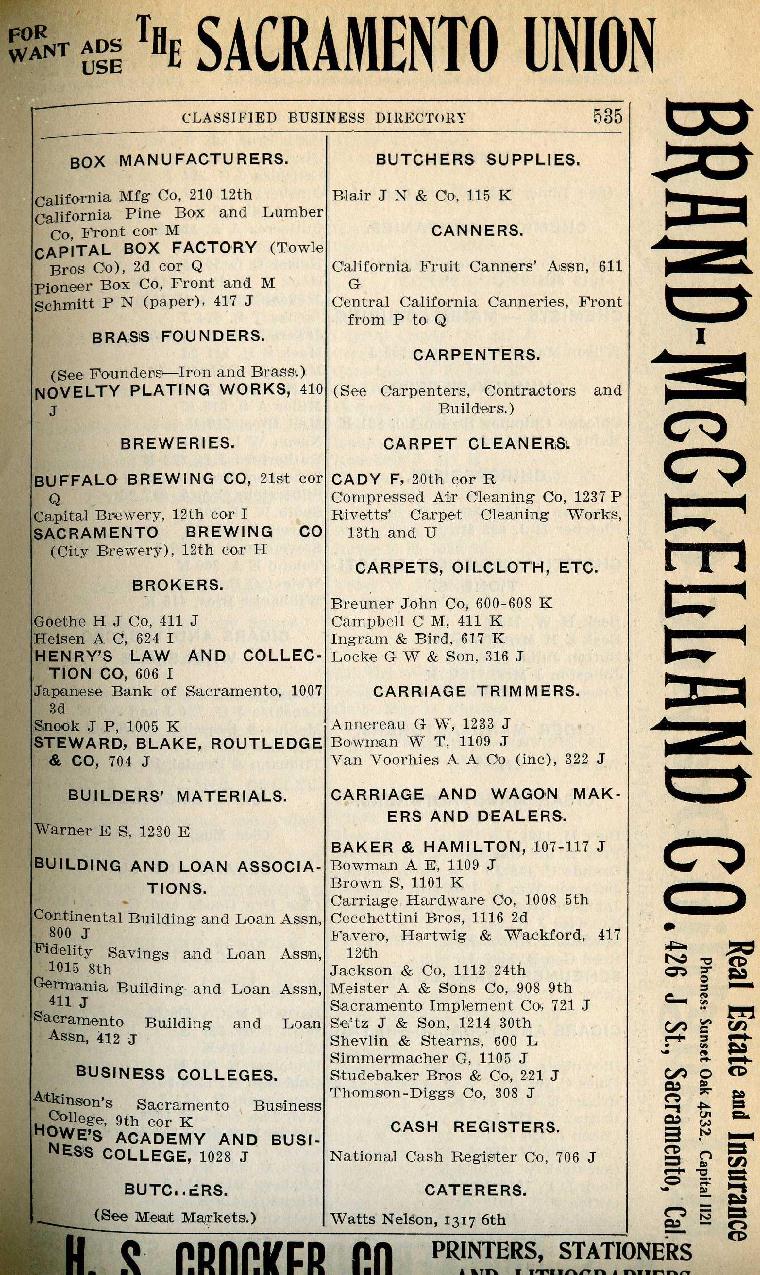 FOR
WANT ADS
USE
THE SACRAMENTO UNION
CLASSIFIED BUSINESS DIRECTORY 535
BOX MANUFACTURERS.
California Mfg Co, 210 12th
California Pine Box and Lumber
Co, Front cor M
CAPITAL BOX FACTORY (Towle
Bros Co), 2d cor Q
Pioneer Box Co, Front and M
Schmitt P N (paper), 417 J
BRASS FOUNDERS.
(See Founders—Iron and Brass.)
NOVELTY PLATING WORKS, 410
J
BREWERIES.
BUFFALO BREWING CO, 21st cor
Q
Capital Brewery, 12th cor I
SACRAMENTO BREWING CO
(City Brewery), 12th cor H
BROKERS.
Goethe H J Co, 411 J
Heisen A C, 624 I
HENRY'S LAW AND COLLEC-
TION CO, 606 I
Japanese Bank of Sacramento, 1007
3d
Snook J P, 1005 K
STEWARD, BLAKE, ROUTLEDGE
& CO, 704 J
BUILDERS' MATERIALS.
Warner E S, 1230 E
BUILDING AND LOAN ASSOCIA-
TIONS.
Continental Building and Loan Assn,
800 J
Fidelity Savings and Loan Assn,
1015 8th
Germania Building and Loan Assn,
411 J
Sacramento Building and Loan
Assn, 412 J
BUSINESS COLLEGES.
Atkinson's Sacramento Business
College, 9th cor K
HOWE'S ACADEMY AND BUSI-
NESS COLLEGE, 1028 J
BUTC..ERS.
(See Meat Markets.)
BUTCHERS SUPPLIES.
Blair J N & Co, 115 K
CANNERS.
California Fruit Canners' Assn, 611
G
Central California Canneries, Front
from P to Q
CARPENTERS.
(See Carpenters, Contractors and
Builders.)
CARPET CLEANERS.
CADY F, 20th cor R
Compressed Air Cleaning Co, 1237 P
Rivetts' Carpet Cleaning Works,
13th and U
CARPETS, OILCLOTH, ETC.
Breuner John Co, 600-608 K
Campbell C M, 411 K
Ingram & Bird, 617 K
Locke G W & Son, 316 J
CARRIAGE TRIMMERS.
Annereau G W, 1233 J
Bowman W T, 1109 J
Van Voorhies A A Co (inc), 322 J
CARRIAGE AND WAGON MAK-
ERS AND DEALERS.
BAKER & HAMILTON, 107-117 J
Bowman A E, 1109 J
Brown S, 1101 K
Carriage Hardware Co, 1008 5th
Cecchettini Bros, 1116 2d
Favero, Hartwig & Wackford, 417
12th
Jackson & Co, 1112 24th
Meister A & Sons Co, 908 9th
Sacramento Implement Co, 721 J
Se'tz J & Son, 1214 30th
Shevlin & Stearns, 600 L
Simmermacher G, 1105 J
Studebaker Bros & Co, 221 J
Thomson-Diggs Co, 308 J
CASH REGISTERS.
National Cash Register Co, 706 J
CATERERS.
Watts Nelson, 1317 6th
BRAND-McCLELLAND CO.
Real Estate and Insurance
Phones: Sunset Oak 4532. Capital 1121
426 J St., Sacramento, Cal.
H. S. CROCKER CO
PRINTERS, STATIONERS
AND LITHOGRAPHERS